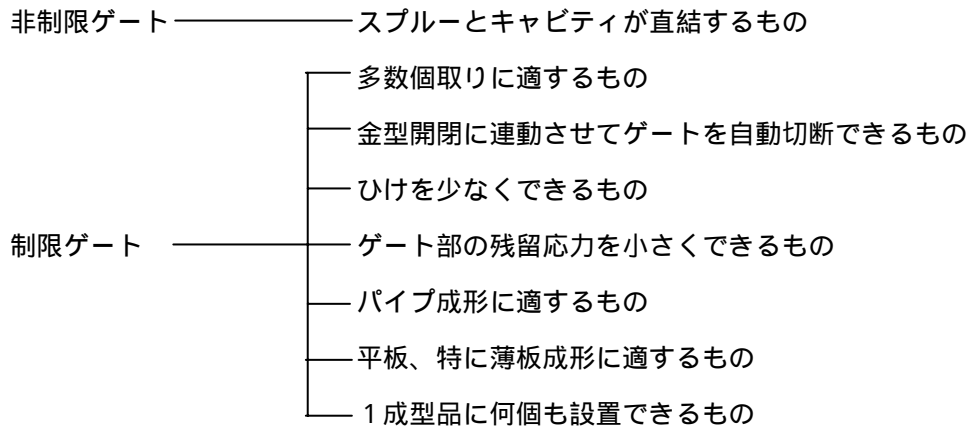 非制限ゲート スプルーとキャビティが直結するもの
多数個取りに適するもの
金型開閉に連動させてゲートを自動切断できるもの
ひけを少なくできるもの
制限ゲート ゲート部の残留応力を小さくできるもの
パイプ成形に適するもの
平板、特に薄板成形に適するもの
１成型品に何個も設置できるもの